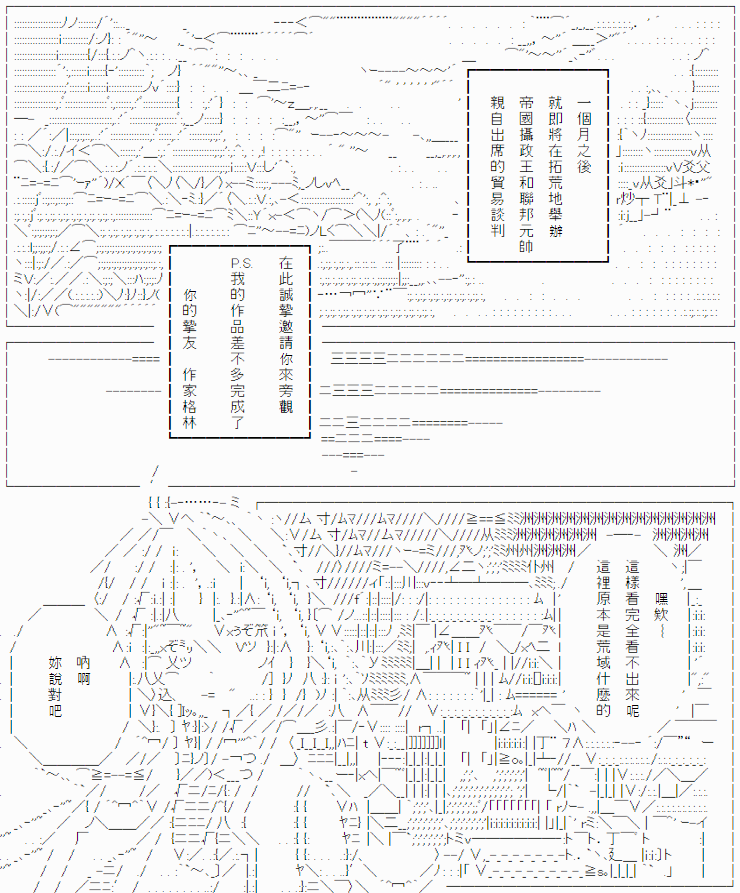 一個月之後
就即將在拓荒地舉辦
帝國攝政王和聯邦元帥
親自出席的貿易談判
在此誠摯邀請你來旁觀
P.S. 我的作品差不多完成了
你的摯友 作家格林
嘿欸~
這樣看完全看不出來呢
這裡原本是荒域什麼的
吶啊
妳說對吧